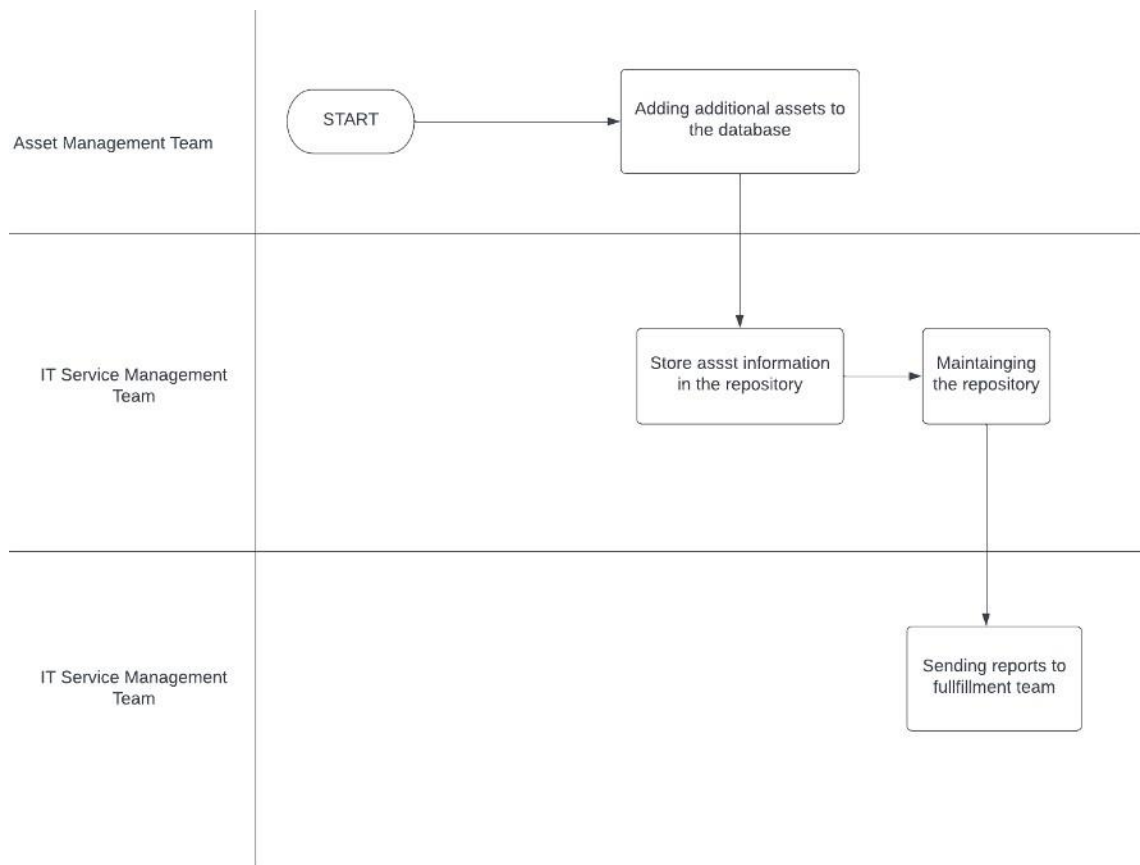 START
Adding additional assets to
the database
Asset Management Team
IT Service Management
Team
Store assst information
in the repository
Maintainging
the repository
IT Service Management
Team
Sending reports to
fullfillment team